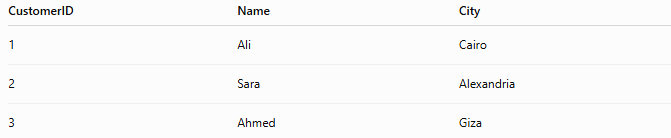 CustomerID Name City
1 Ali Cairo
2 Sara Alexandria
3 Ahmed Giza